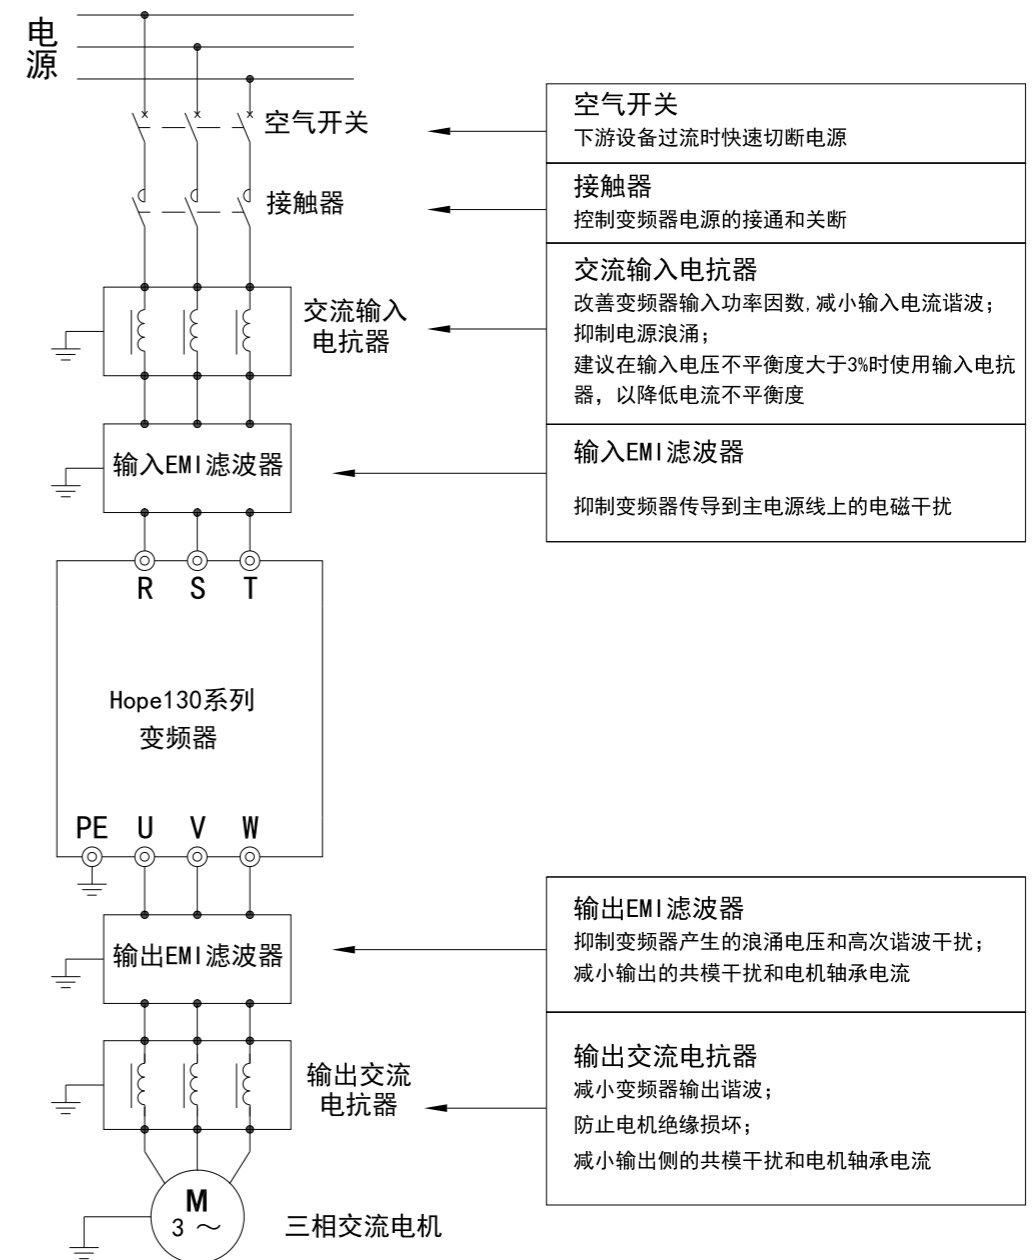 电
源
空气开关
空气开关
下游设备过流时快速切断电源
接触器
接触器
控制变频器电源的接通和关断
交流输入
电抗器
交流输入电抗器
改善变频器输入功率因数,减小输入电流谐波;
抑制电源浪涌;
建议在输入电压不平衡度大于3%时使用输入电抗
器，以降低电流不平衡度
输入EMI滤波器
输入EMI滤波器
抑制变频器传导到主电源线上的电磁干扰
R S T
Hope130系列
变频器
PE U V W
输出EMI滤波器
输出EMI滤波器
抑制变频器产生的浪涌电压和高次谐波干扰;
减小输出的共模干扰和电机轴承电流
输出交流
电抗器
输出交流电抗器
减小变频器输出谐波;
防止电机绝缘损坏;
减小输出侧的共模干扰和电机轴承电流
M
3 ～
三相交流电机